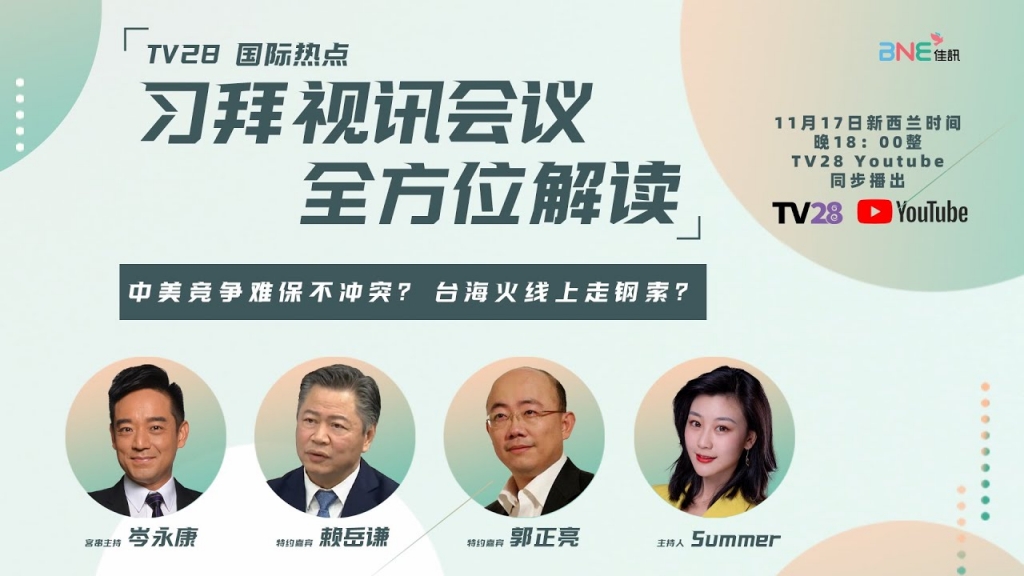 TV28 国际热点
习拜视讯会议
全方位解读
BNE佳訊
11月17日新西兰时间
晚18：00整
TV28 Youtube
同步播出
TV28 YouTube
中美竞争难保不冲突？ 台海火线上走钢索？
客串主持 岑永康
特约嘉宾 赖岳谦
特约嘉宾 郭正亮
主持人 Summer